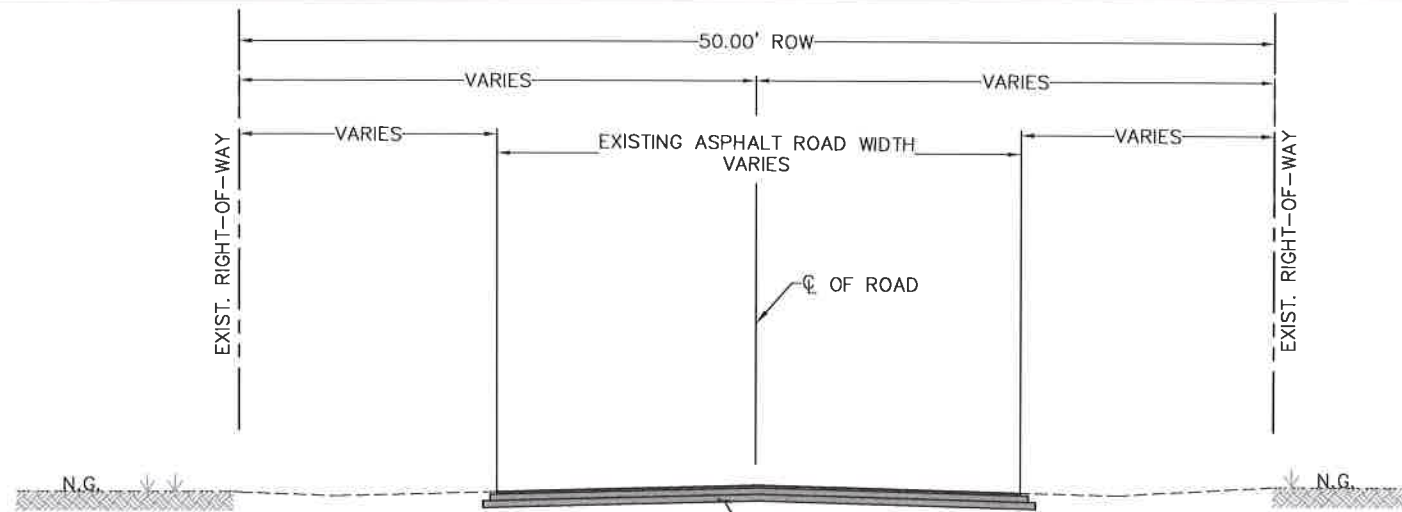 50.00' ROW
VARIES
VARIES
VARIES
EXISTING ASPHALT ROAD WIDTH
VARIES
VARIES
EXIST. RIGHT-OF-WAY
EXIST. RIGHT-OF-WAY
℄ OF ROAD
N.G.
N.G.